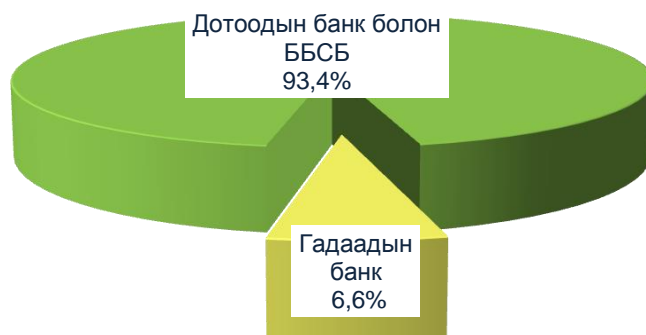 Дотоодын банк болон
ББСБ
93,4%
Гадаадын
банк
6,6%